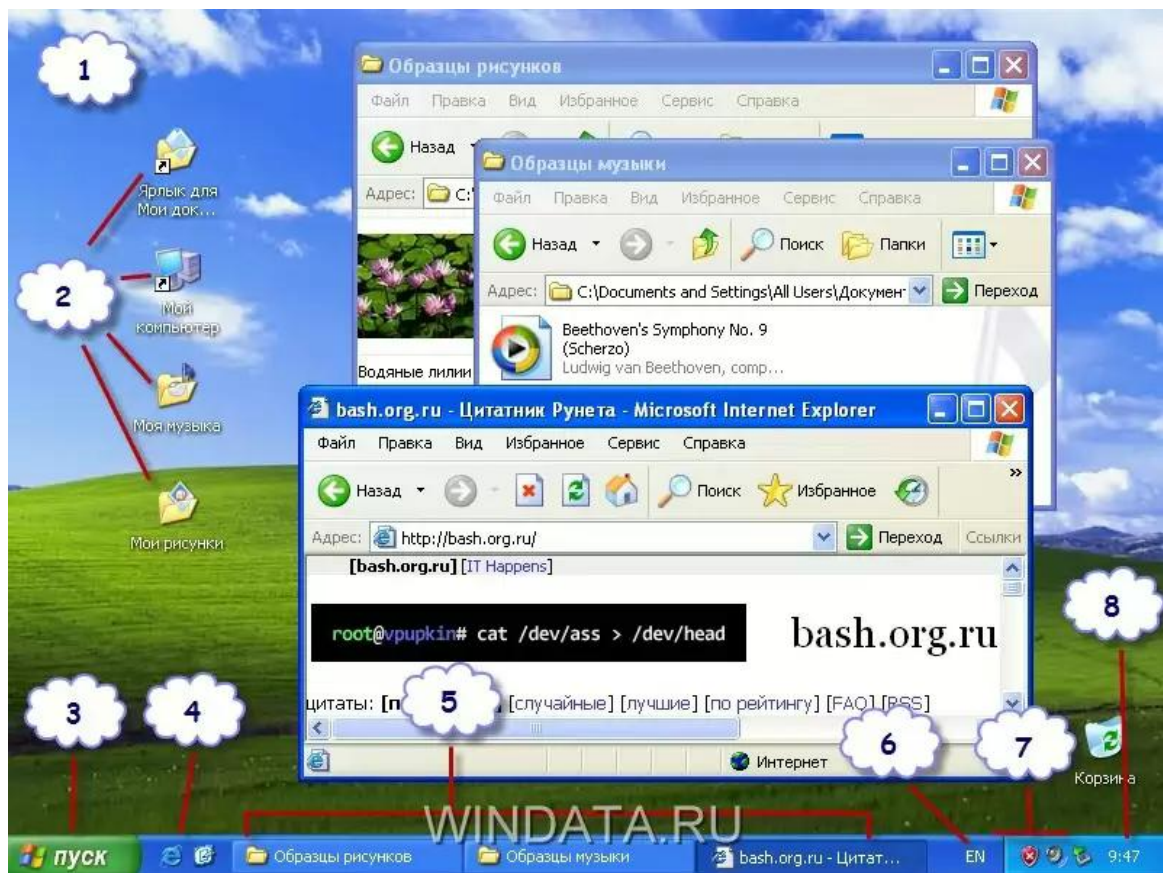 1
Ярлык для
Мои док...
2
Мой
компьютер
Моя музыка
Мои рисунки
Образцы рисунков
Файл Правка Вид Избранное Сервис Справка
Назад
Адрес: C:
Водяные лилии
Образцы музыки
Файл Правка Вид Избранное Сервис Справка
Назад Поиск Папки
Адрес: C:\Documents and Settings\All Users\Докумен Переход
Beethoven's Symphony No. 9
(Scherzo)
Ludwig van Beethoven, comp...
bash.org.ru - Цитатник Рунета - Microsoft Internet Explorer
Файл Правка Вид Избранное Сервис Справка
Назад Поиск Избранное »
Адрес: http://bash.org.ru/ Переход Ссылки
[bash.org.ru] [IT Happens]
root@vpupkin# cat /dev/ass > /dev/head
bash.org.ru
цитаты: [случайные] [лучшие] [по рейтингу] [FAQ] [RSS]
Интернет
3
4
5
6
7
8
Корзина
WINDATA.RU
пуск Образцы рисунков Образцы музыки bash.org.ru - Цитат... EN 9:47